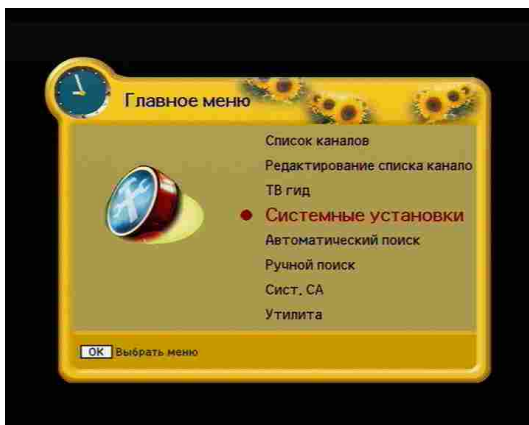 Главное меню
Список каналов
Редактирование списка канало
ТВ гид
Системные установки
Автоматический поиск
Ручной поиск
Сист. CA
Утилита
OK Выбрать меню